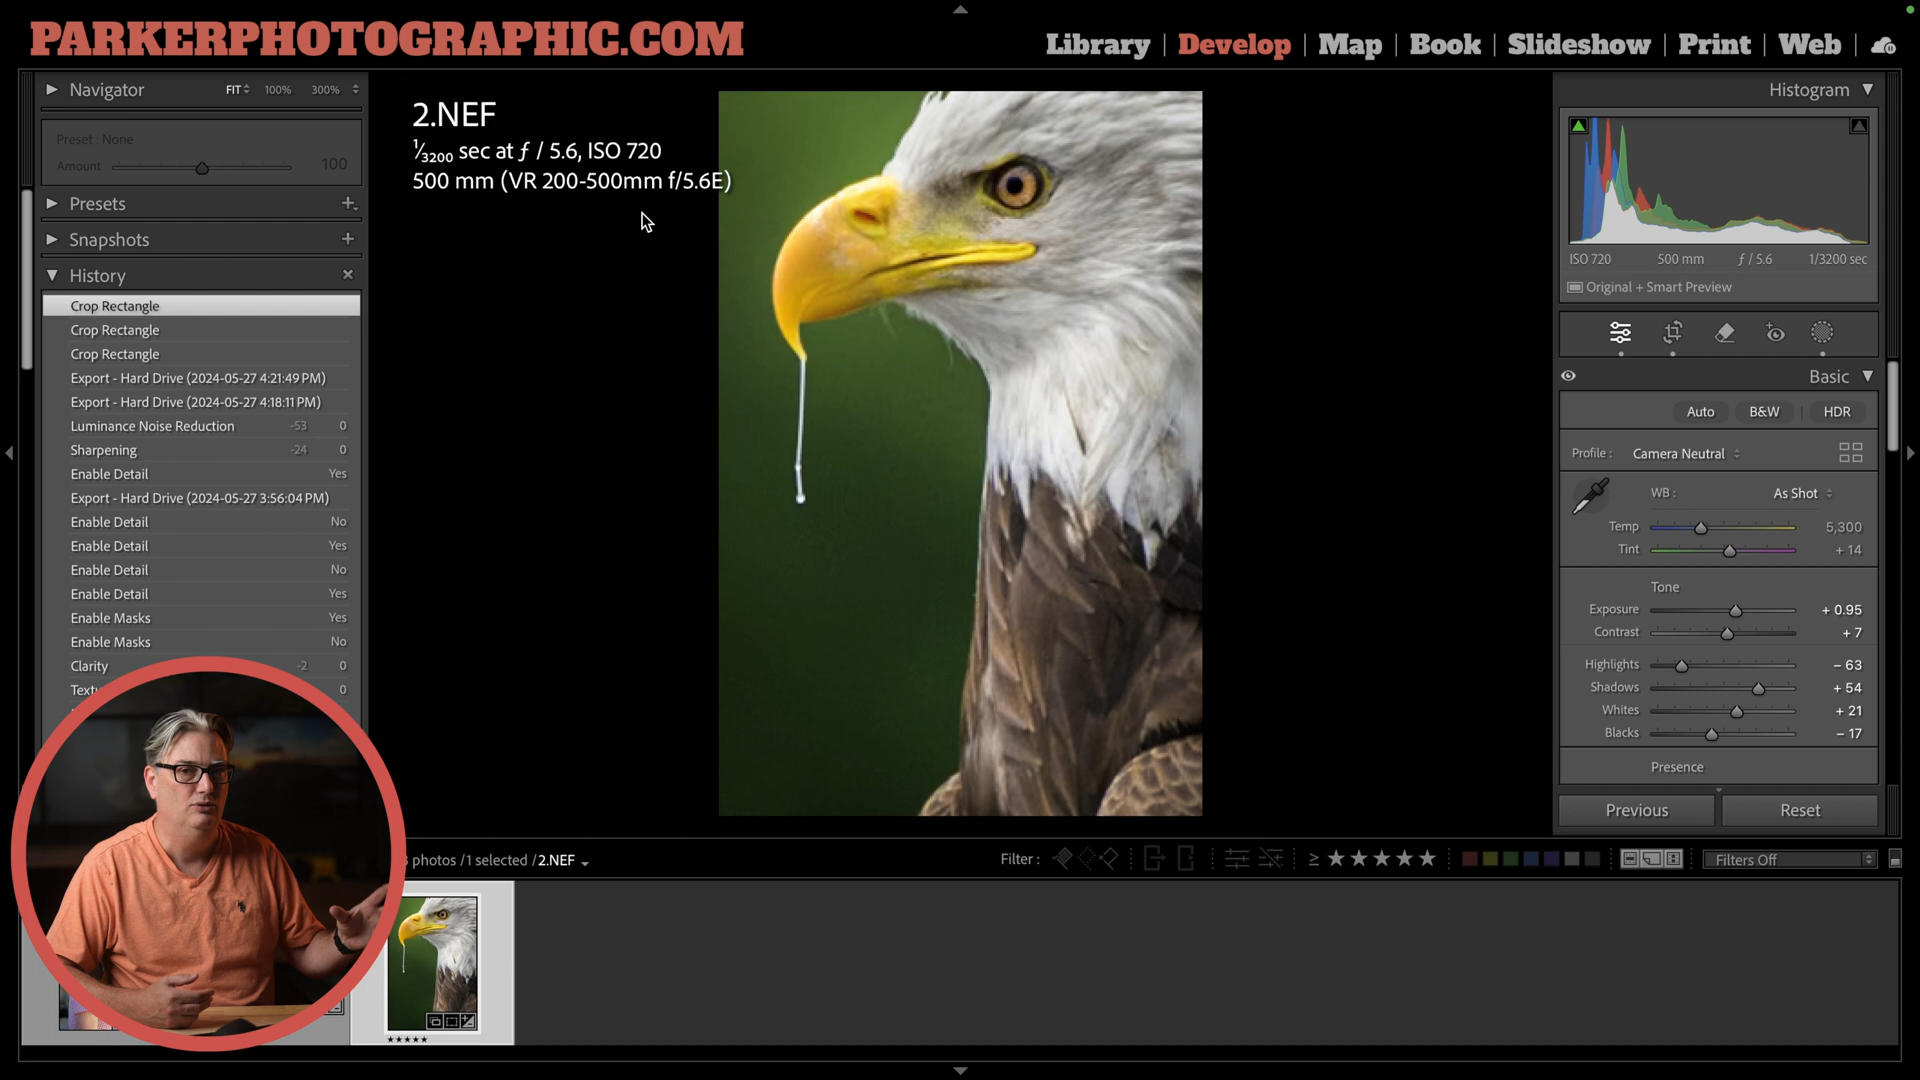 PARKERPHOTOGRAPHIC.COM
Library | Develop | Map | Book | Slideshow | Print | Web |
Navigator FIT 100% 300%
Preset : None
Amount 100
Presets
Snapshots
History
Crop Rectangle
Crop Rectangle
Crop Rectangle
Export - Hard Drive (2024-05-27 4:21:49 PM)
Export - Hard Drive (2024-05-27 4:18:11 PM)
Luminance Noise Reduction -53 0
Sharpening -24 0
Enable Detail Yes
Export - Hard Drive (2024-05-27 3:56:04 PM)
Enable Detail No
Enable Detail Yes
Enable Detail No
Enable Detail Yes
Enable Masks Yes
Enable Masks No
Clarity -2 0
0
2.NEF
1/3200 sec at ƒ / 5.6, ISO 720
500 mm (VR 200-500mm f/5.6E)
Histogram
ISO 720 500 mm ƒ / 5.6 1/3200 sec
Original + Smart Preview
Basic
Auto B&W | HDR
Profile : Camera Neutral
WB : As Shot
Temp 5,300
Tint + 14
Tone
Exposure + 0.95
Contrast + 7
Highlights – 63
Shadows + 54
Whites + 21
Blacks – 17
Presence
Previous Reset
photos /1 selected /2.NEF
Filter : ≥ ★★★★★ Filters Off
★★★★★